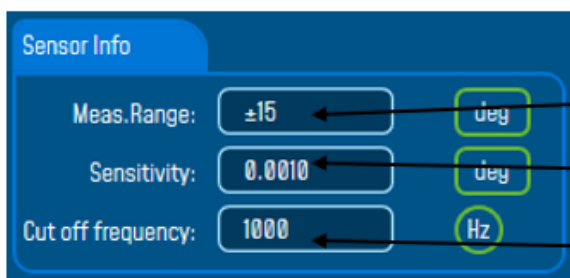 Sensor Info
Meas.Range: ±15 deg
Sensitivity: 0.0010 deg
Cut off frequency: 1000 Hz